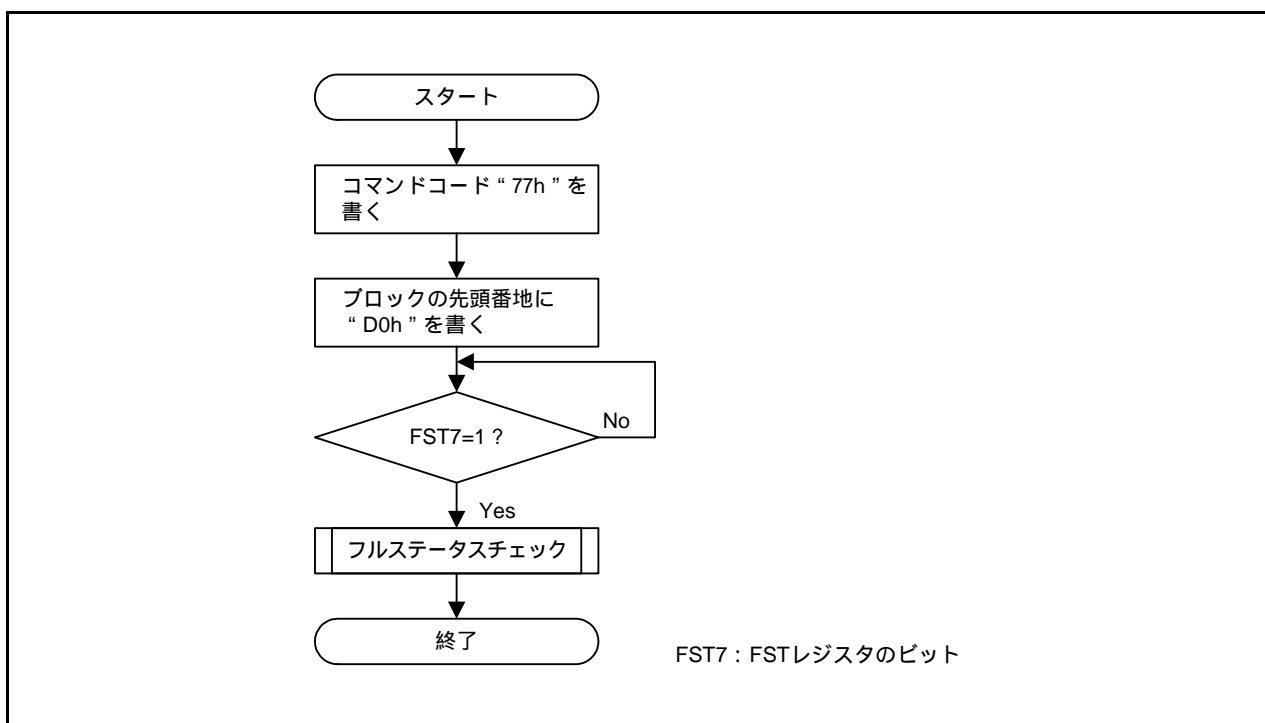 スタート
コマンドコード“ 77h ”を
書く
ブロックの先頭番地に
“ D0h ”を書く
FST7=1 ?
No
Yes
フルステータスチェック
終了
FST7 : FSTレジスタのビット